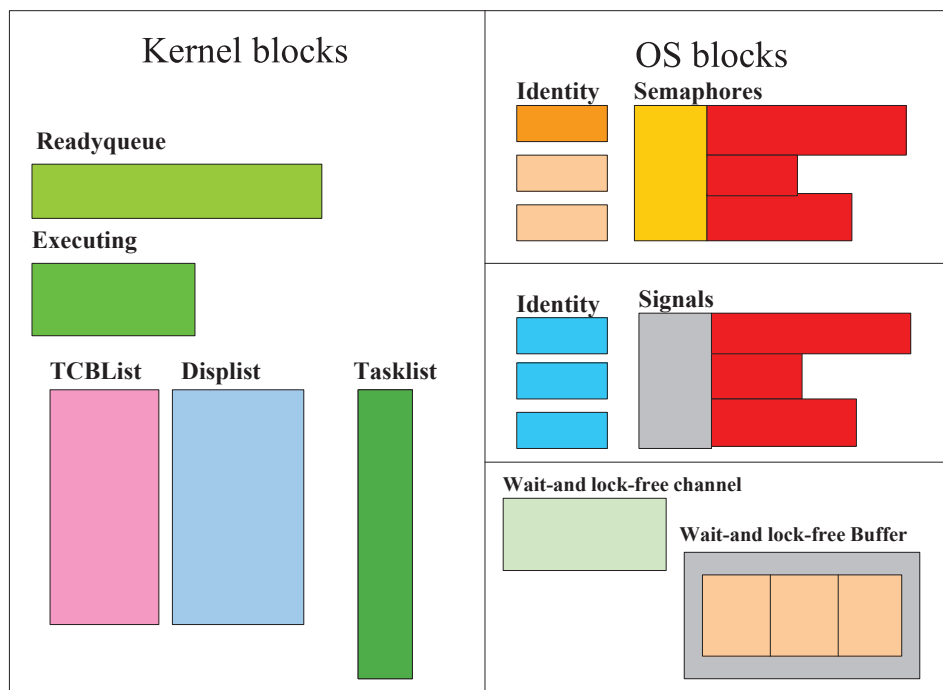 Kernel blocks
Readyqueue
Executing
TCBList
Displist
Tasklist
OS blocks
Identity
Semaphores
Identity
Signals
Wait-and lock-free channel
Wait-and lock-free Buffer